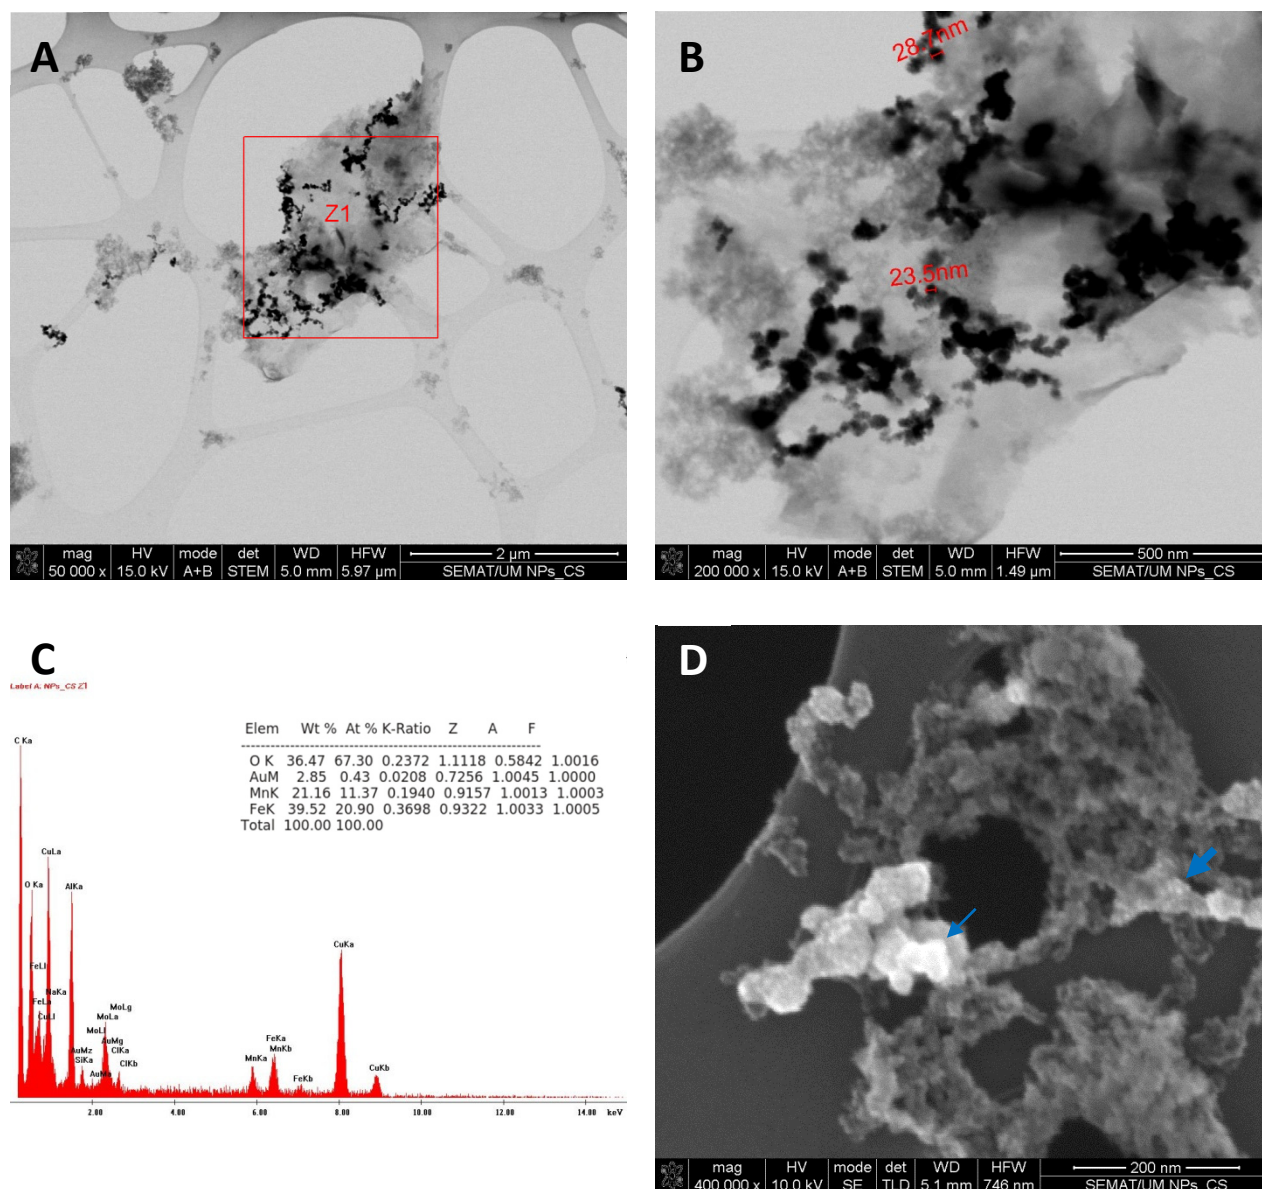 A
Z1
mag HV mode det WD HFW 2 µm
50 000 x 15.0 kV A+B STEM 5.0 mm 5.97 µm SEMAT/UM NPs_CS
B
28.7nm
23.5nm
mag HV mode det WD HFW 500 nm
200 000 x 15.0 kV A+B STEM 5.0 mm 1.49 µm SEMAT/UM NPs_CS
C
Label A: NPs_CS Z1
Elem Wt % At % K-Ratio Z A F
O K 36.47 67.30 0.2372 1.1118 0.5842 1.0016
AuM 2.85 0.43 0.0208 0.7256 1.0045 1.0000
MnK 21.16 11.37 0.1940 0.9157 1.0013 1.0003
FeK 39.52 20.90 0.3698 0.9322 1.0033 1.0005
Total 100.00 100.00
C Ka
CuLa
O Ka
AlKa
FeLl
NaKa
FeLa
CuLl
MoLg
MoLa
MoLl
AuMg
AuMz
ClKa
SiKa
ClKb
AuMa
MnKa
FeKa
MnKb
FeKb
CuKa
CuKb
2.00 4.00 6.00 8.00 10.00 12.00 14.00 keV
D
mag HV mode det WD HFW 200 nm
400 000 x 10.0 kV SE TLD 5.1 mm 746 nm SEMAT/UM NPs_CS